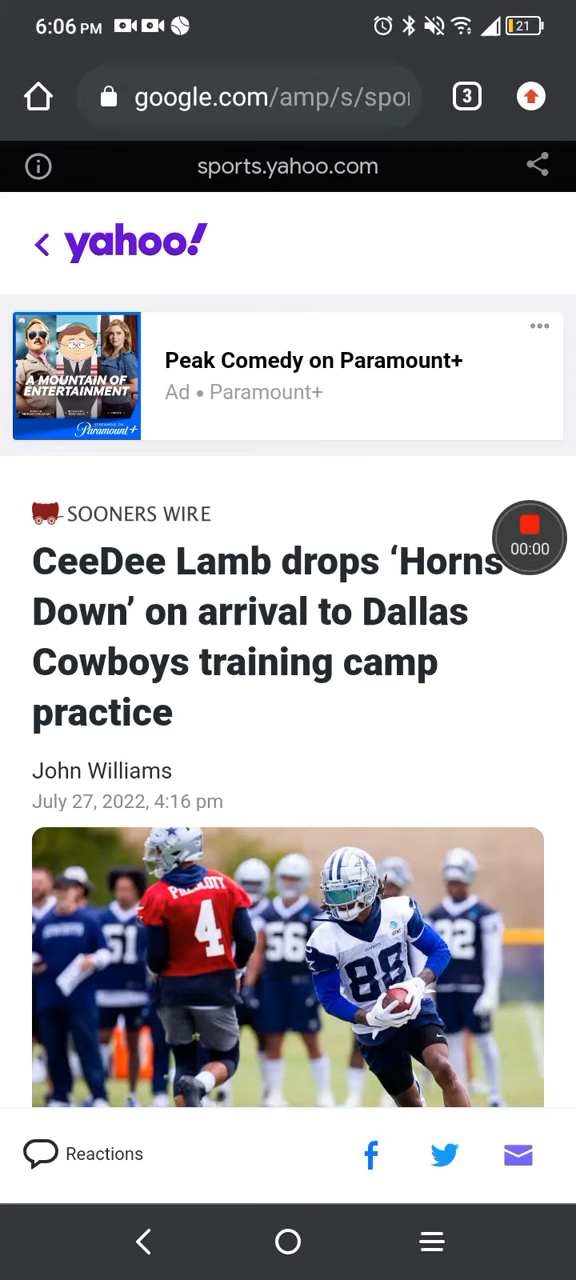 6:06 PM
21
google.com/amp/s/spor
3
sports.yahoo.com
yahoo!
A MOUNTAIN OF
ENTERTAINMENT
Paramount+
Peak Comedy on Paramount+
Ad • Paramount+
SOONERS WIRE
00:00
CeeDee Lamb drops ‘Horns
Down’ on arrival to Dallas
Cowboys training camp
practice
John Williams
July 27, 2022, 4:16 pm
PRESCOTT
4
51
56
88
AT&T
Reactions